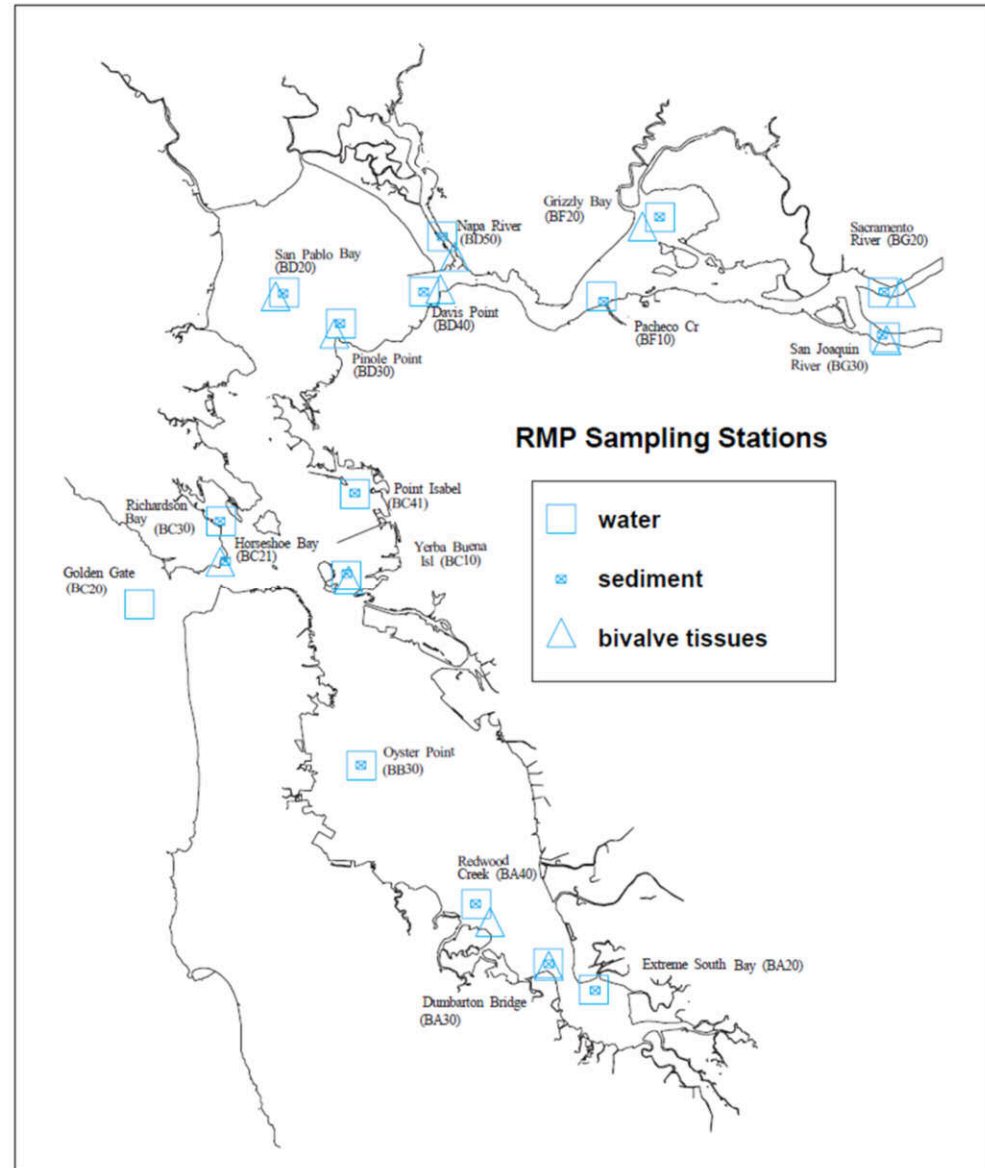 Napa River
(BD50)
Grizzly Bay
(BF20)
Sacramento
River (BG20)
San Pablo Bay
(BD20)
Davis Point
(BD40)
Pacheco Cr
(BF10)
San Joaquin
River (BG30)
Pinole Point
(BD30)
RMP Sampling Stations
water
sediment
bivalve tissues
Point Isabel
(BC41)
Richardson
Bay (BC30)
Horseshoe Bay
(BC21)
Yerba Buena
Isl (BC10)
Golden Gate
(BC20)
Oyster Point
(BB30)
Redwood
Creek (BA40)
Extreme South Bay (BA20)
Dumbarton Bridge
(BA30)